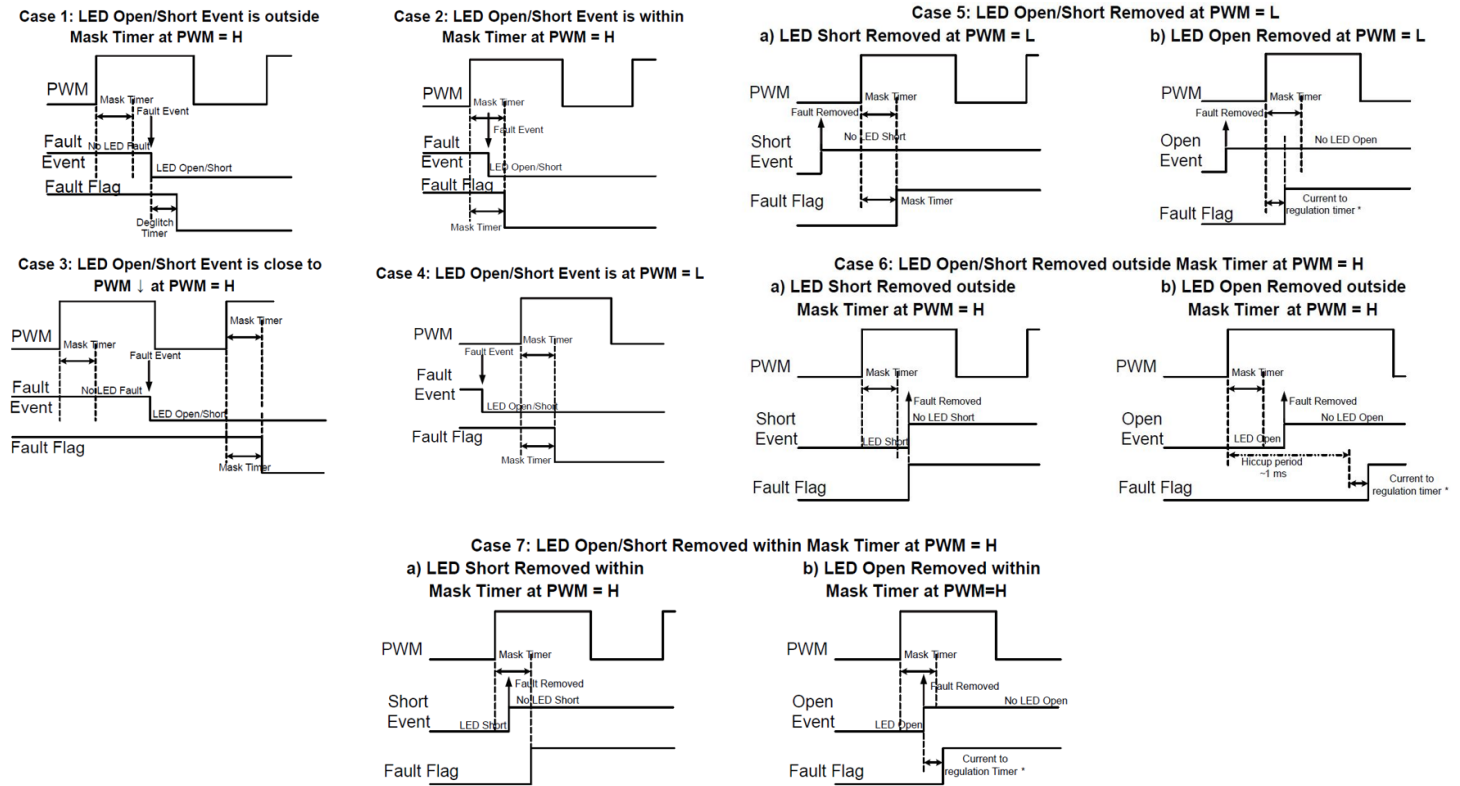 Case 1: LED Open/Short Event is outside
Mask Timer at PWM = H
PWM
Mask Timer
Fault Event
Fault
Event
No LED Fault
LED Open/Short
Fault Flag
Deglitch
Timer
Case 2: LED Open/Short Event is within
Mask Timer at PWM = H
PWM
Mask Timer
Fault Event
Fault
Event
LED Open/Short
Fault Flag
Mask Timer
Case 5: LED Open/Short Removed at PWM = L
a) LED Short Removed at PWM = L
PWM
Mask Timer
Fault Removed
No LED Short
Short
Event
Fault Flag
Mask Timer
b) LED Open Removed at PWM = L
PWM
Mask Timer
Fault Removed
No LED Open
Open
Event
Fault Flag
Current to
regulation timer *
Case 3: LED Open/Short Event is close to
PWM ↓ at PWM = H
Mask Timer
PWM
Mask Timer
Fault Event
Fault
Event
No LED Fault
LED Open/Short
Fault Flag
Mask Timer
Case 4: LED Open/Short Event is at PWM = L
PWM
Mask Timer
Fault Event
Fault
Event
LED Open/Short
Fault Flag
Mask Timer
Case 6: LED Open/Short Removed outside Mask Timer at PWM = H
a) LED Short Removed outside
Mask Timer at PWM = H
PWM
Mask Timer
Fault Removed
No LED Short
Short
Event
LED Short
Fault Flag
b) LED Open Removed outside
Mask Timer at PWM = H
PWM
Mask Timer
Fault Removed
No LED Open
Open
Event
LED Open
Hiccup period
~1 ms
Fault Flag
Current to
regulation timer *
Case 7: LED Open/Short Removed within Mask Timer at PWM = H
a) LED Short Removed within
Mask Timer at PWM = H
PWM
Mask Timer
Fault Removed
No LED Short
Short
Event
LED Short
Fault Flag
b) LED Open Removed within
Mask Timer at PWM=H
PWM
Mask Timer
Fault Removed
No LED Open
Open
Event
LED Open
Fault Flag
Current to
regulation Timer *